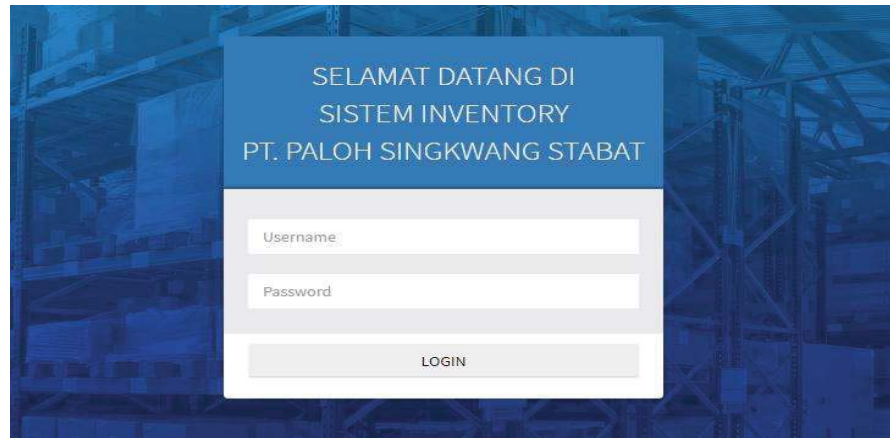 SELAMAT DATANG DI
SISTEM INVENTORY
PT. PALOH SINGKWANG STABAT
Username
Password
LOGIN